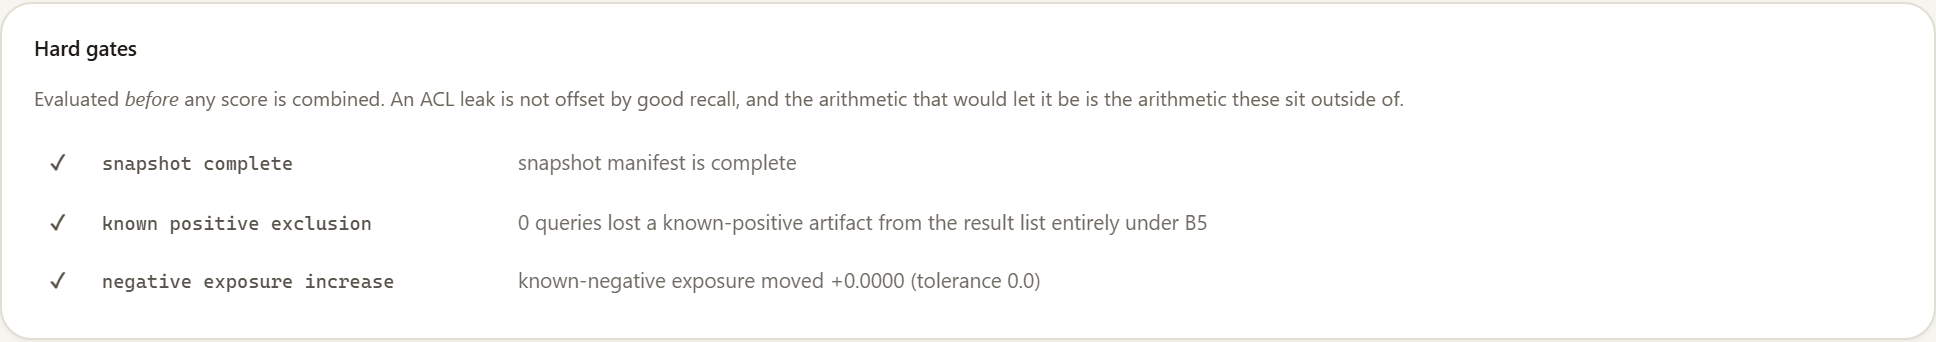 Hard gates
Evaluated before any score is combined. An ACL leak is not offset by good recall, and the arithmetic that would let it be is the arithmetic these sit outside of.
✓ snapshot complete snapshot manifest is complete
✓ known positive exclusion 0 queries lost a known-positive artifact from the result list entirely under B5
✓ negative exposure increase known-negative exposure moved +0.0000 (tolerance 0.0)